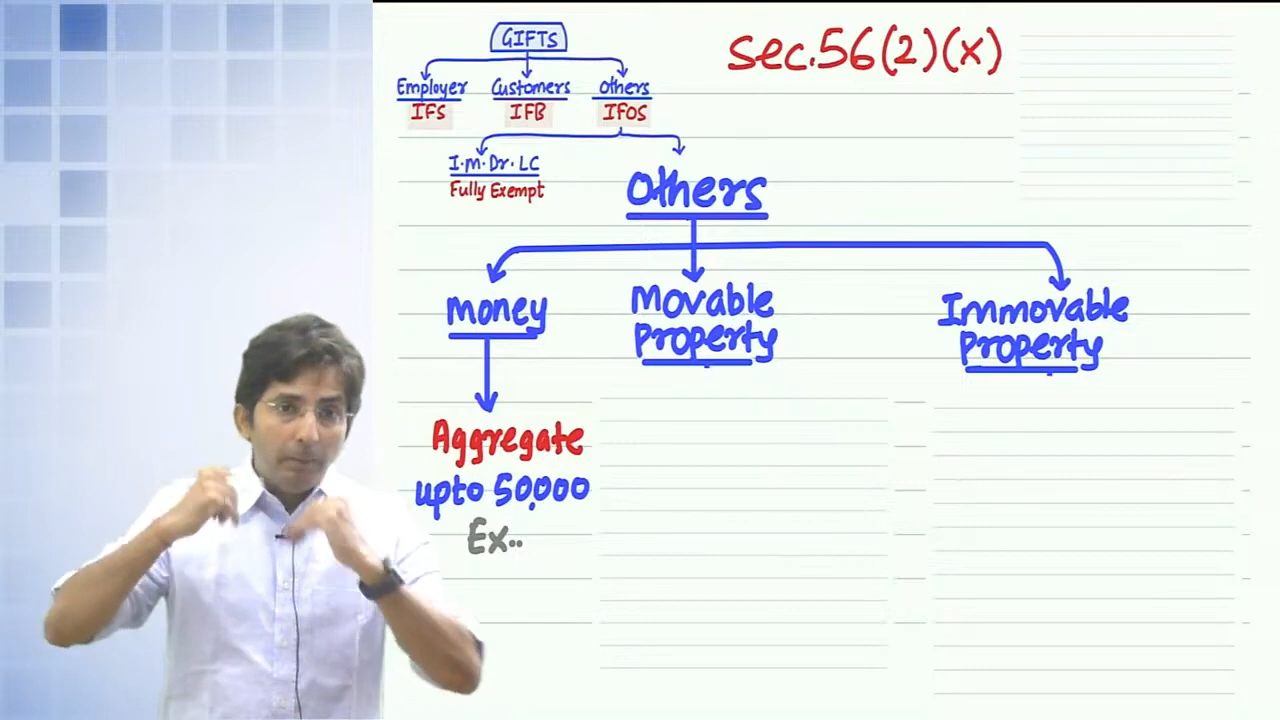 GIFTS
sec.56(2)(x)
Employer Customers Others
IFS IFB IFOS
I.m.Dr.LC
Fully Exempt
Others
money Movable Property Immovable Property
Aggregate
upto 50,000
Ex..